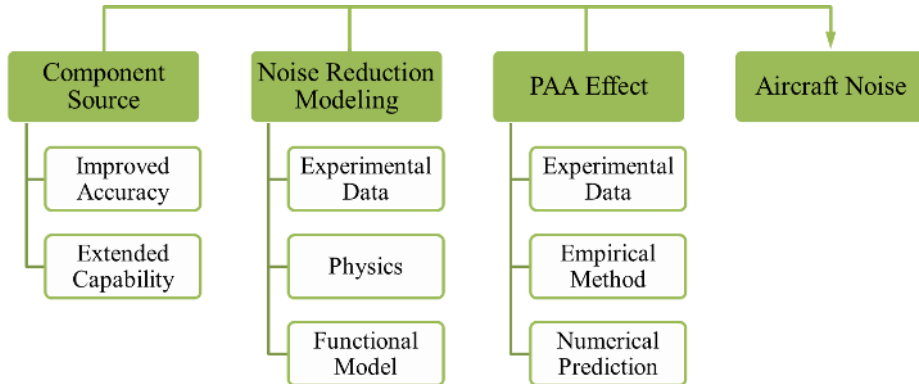 Component
Source
Noise Reduction
Modeling
PAA Effect
Aircraft Noise
Improved
Accuracy
Extended
Capability
Experimental
Data
Physics
Functional
Model
Experimental
Data
Empirical
Method
Numerical
Prediction